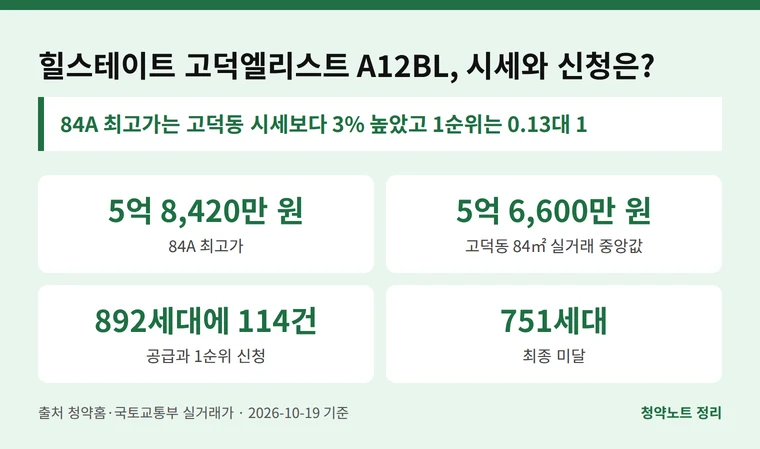 힐스테이트 고덕엘리스트 A12BL, 시세와 신청은?
84A 최고가는 고덕동 시세보다 3% 높았고 1순위는 0.13대 1
5억 8,420만 원
84A 최고가
5억 6,600만 원
고덕동 84㎡ 실거래 중앙값
892세대에 114건
공급과 1순위 신청
751세대
최종 미달
출처 청약홈·국토교통부 실거래가 · 2026-10-19 기준
청약노트 정리